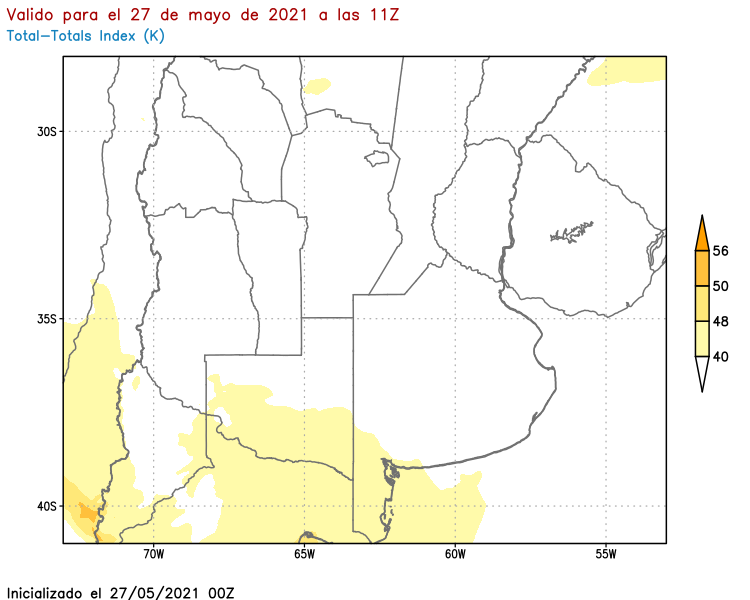 Valido para el 27 de mayo de 2021 a las 11Z
Total-Totals Index (K)
30S
35S
40S
70W
65W
60W
55W
56
50
48
40
Inicializado el 27/05/2021 00Z